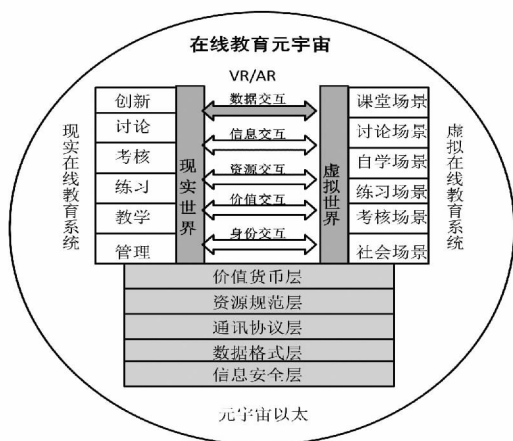 在线教育元宇宙
VR/AR
现实在线教育系统
创新
讨论
考核
练习
教学
管理
现实世界
数据交互
信息交互
资源交互
价值交互
身份交互
虚拟世界
课堂场景
讨论场景
自学场景
练习场景
考核场景
社会场景
虚拟在线教育系统
价值货币层
资源规范层
通讯协议层
数据格式层
信息安全层
元宇宙以太